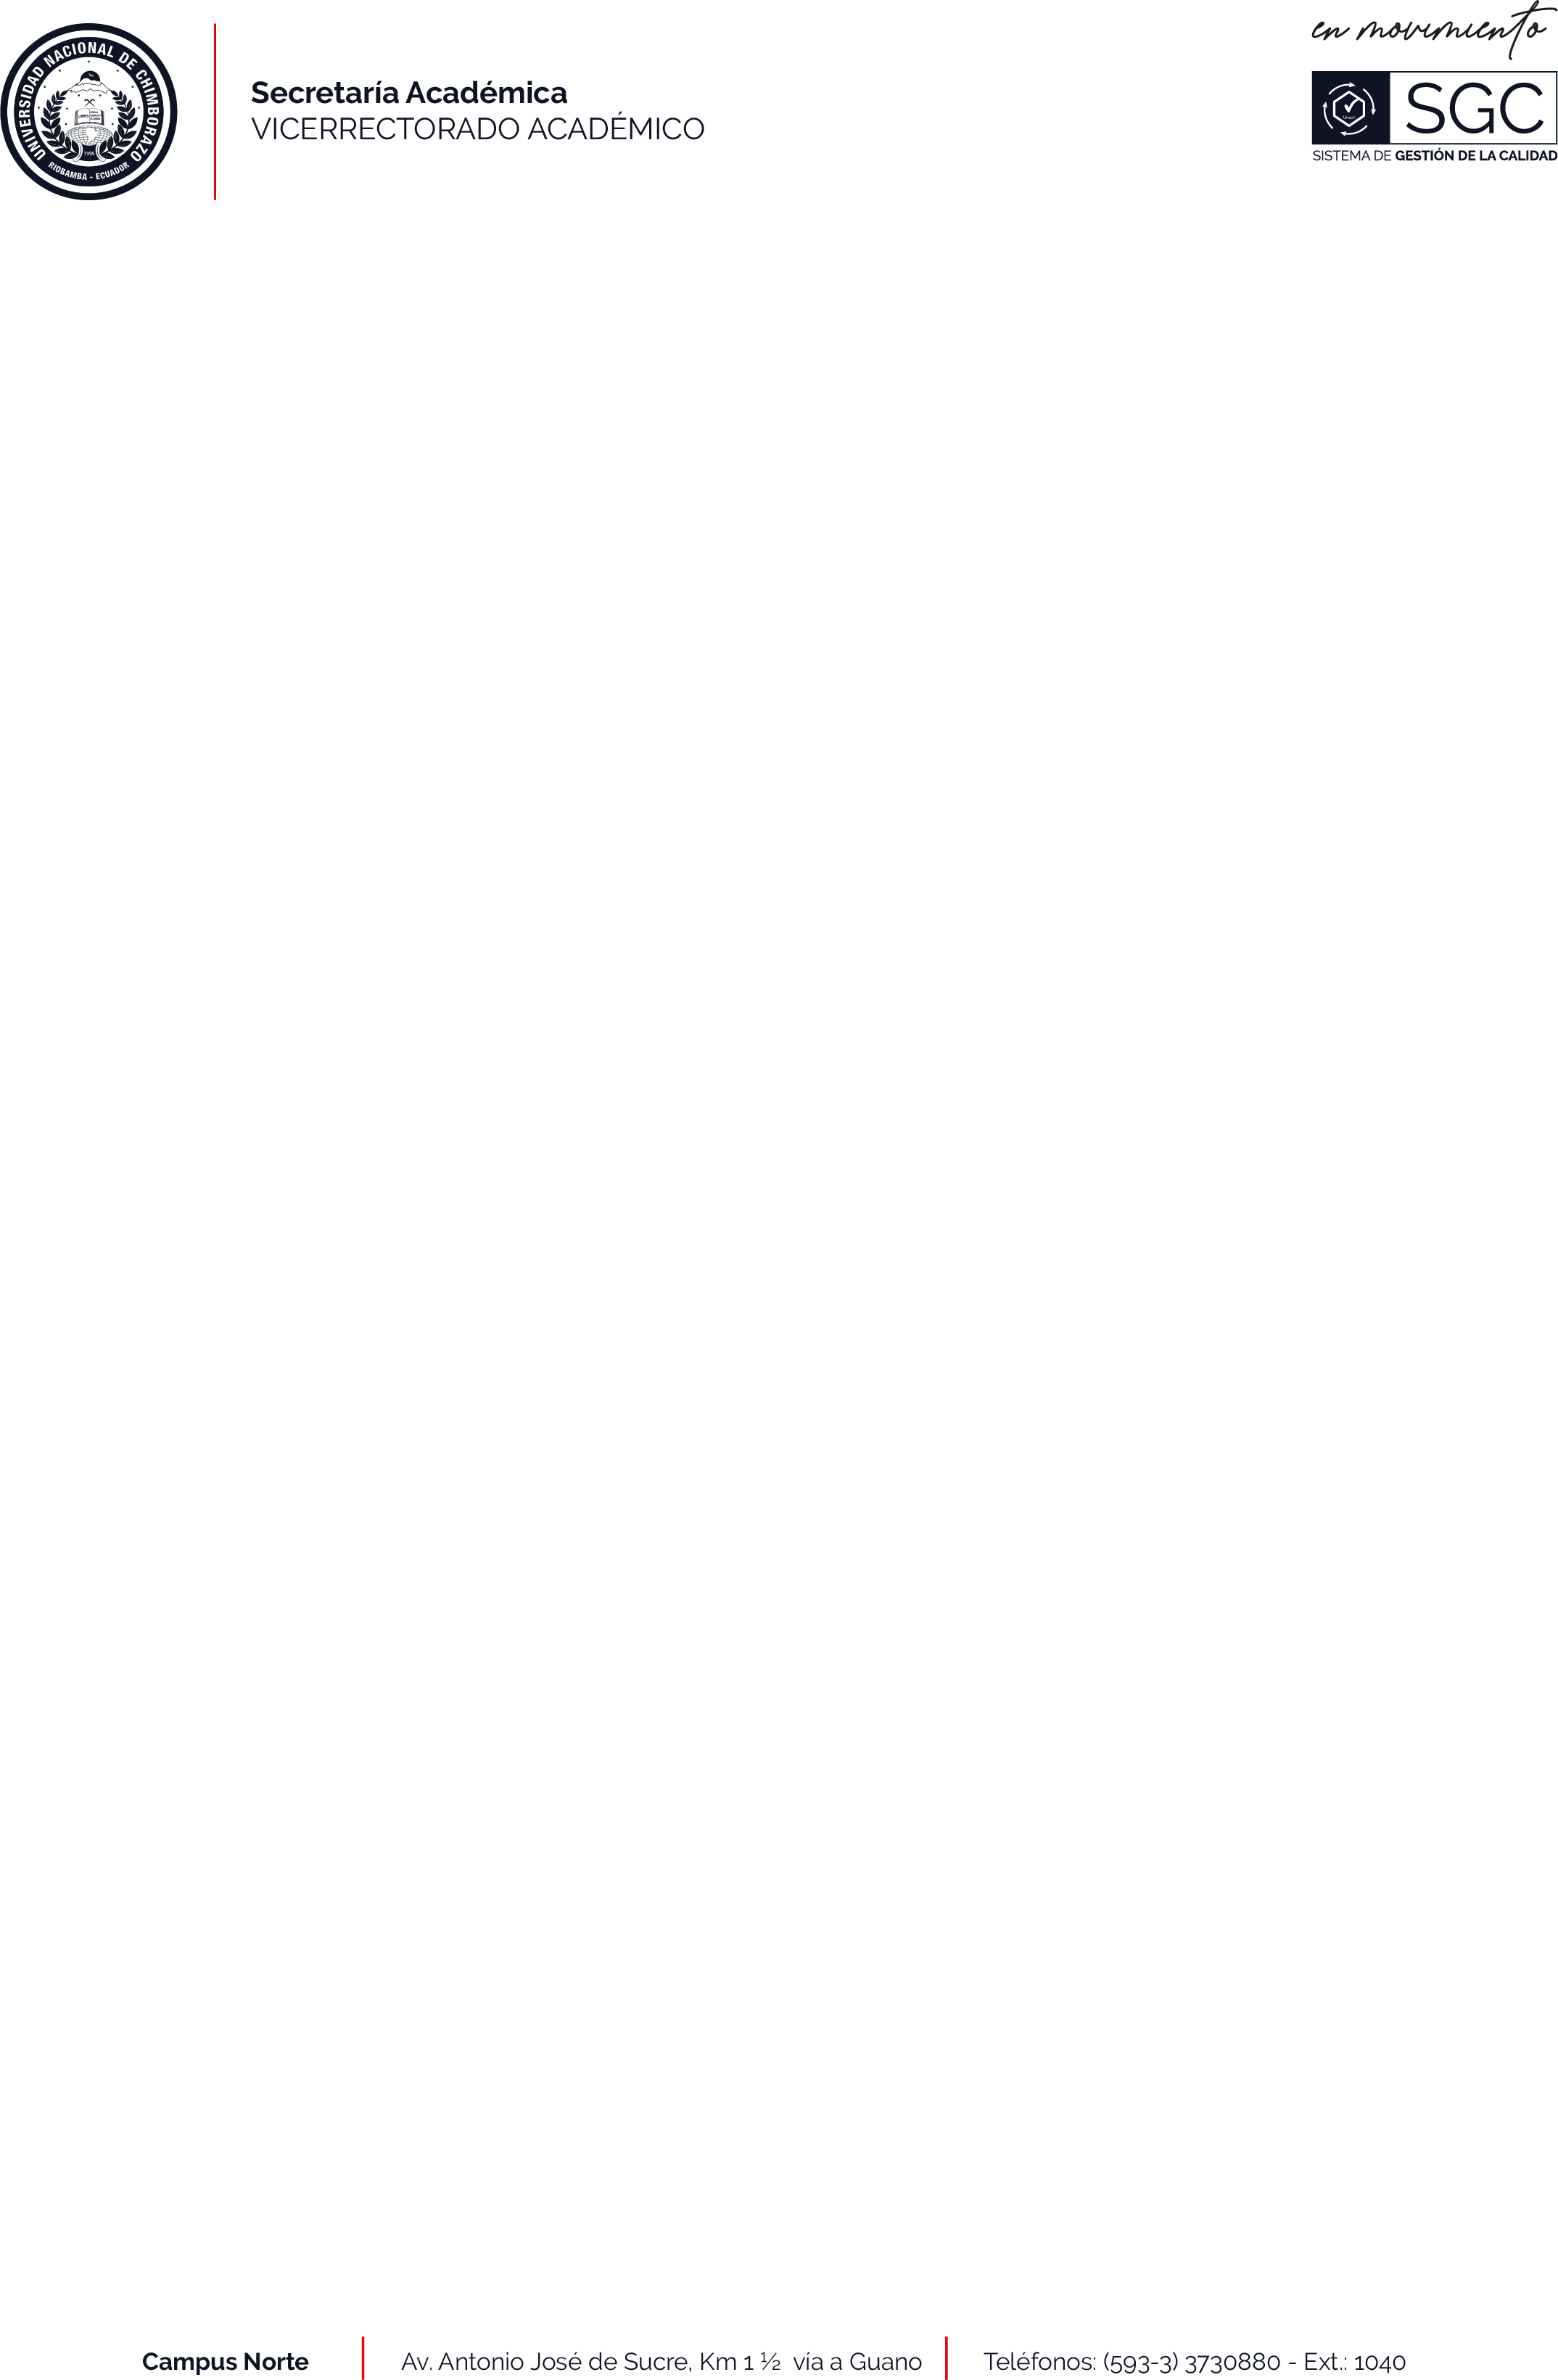 UNIVERSIDAD NACIONAL DE CHIMBORAZO
RIOBAMBA - ECUADOR
1995
Secretaría Académica
VICERRECTORADO ACADÉMICO
en movimiento
SGC
SISTEMA DE GESTIÓN DE LA CALIDAD
Campus Norte
Av. Antonio José de Sucre, Km 1 ½ vía a Guano
Teléfonos: (593-3) 3730880 - Ext.: 1040